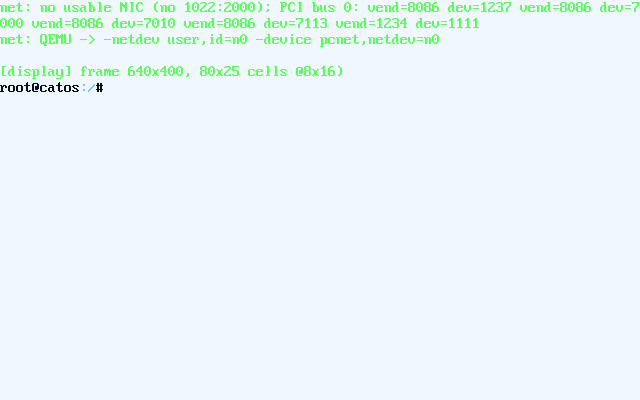 net: no usable NIC (no 1022:2000); PCI bus 0: vend=8086 dev=1237 vend=8086 dev=7
000 vend=8086 dev=7010 vend=8086 dev=7113 vend=1234 dev=1111
net: QEMU -> -netdev user,id=n0 -device pcnet,netdev=n0
[display] frame 640x400, 80x25 cells @8x16)
root@catos:/#